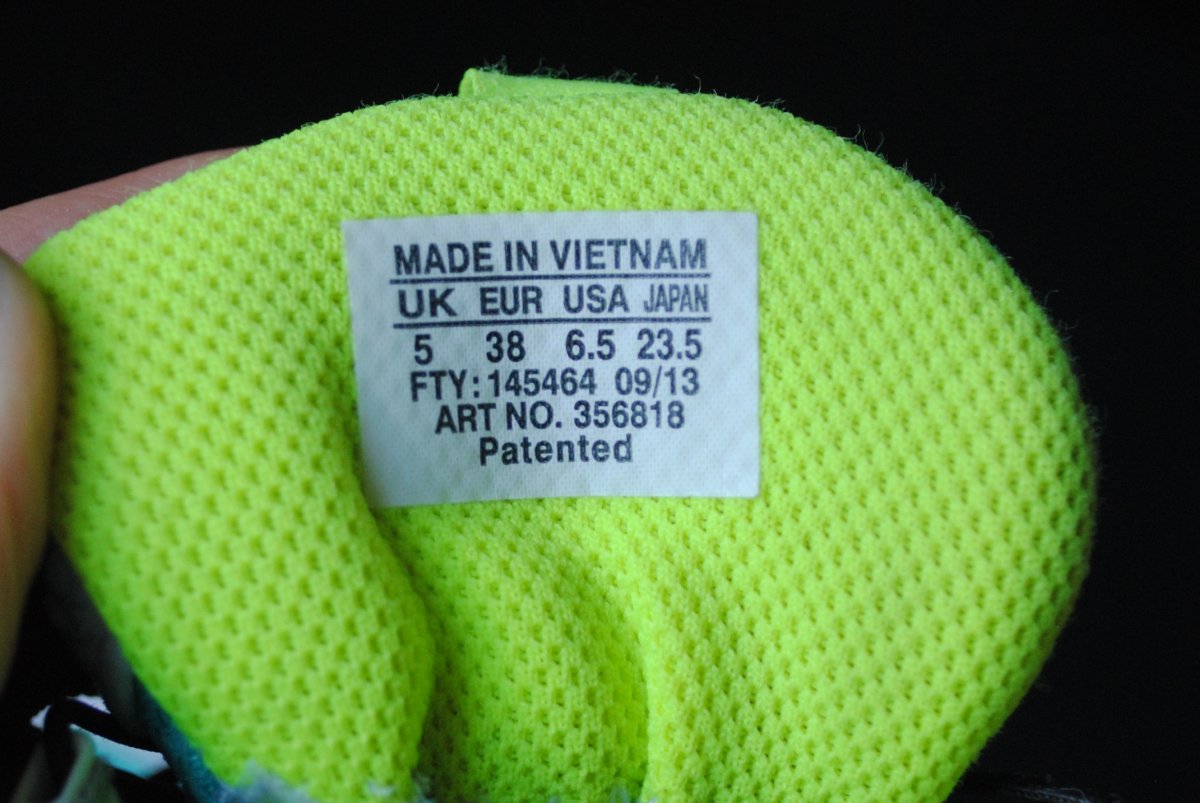 MADE IN VIETNAM
UK EUR USA JAPAN
5 38 6.5 23.5
FTY: 145464 09/13
ART NO. 356818
Patented